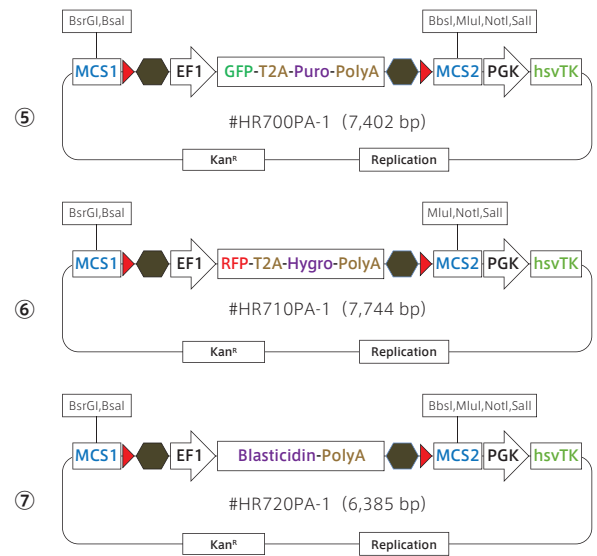 BsrGI,BsaI
BbsI,MluI,NotI,SalI
MCS1
EF1
GFP-T2A-Puro-PolyA
MCS2
PGK
hsvTK
⑤
#HR700PA-1 (7,402 bp)
Kanᴿ
Replication
BsrGI,BsaI
MluI,NotI,SalI
MCS1
EF1
RFP-T2A-Hygro-PolyA
MCS2
PGK
hsvTK
⑥
#HR710PA-1 (7,744 bp)
Kanᴿ
Replication
BsrGI,BsaI
BbsI,MluI,NotI,SalI
MCS1
EF1
Blasticidin-PolyA
MCS2
PGK
hsvTK
⑦
#HR720PA-1 (6,385 bp)
Kanᴿ
Replication